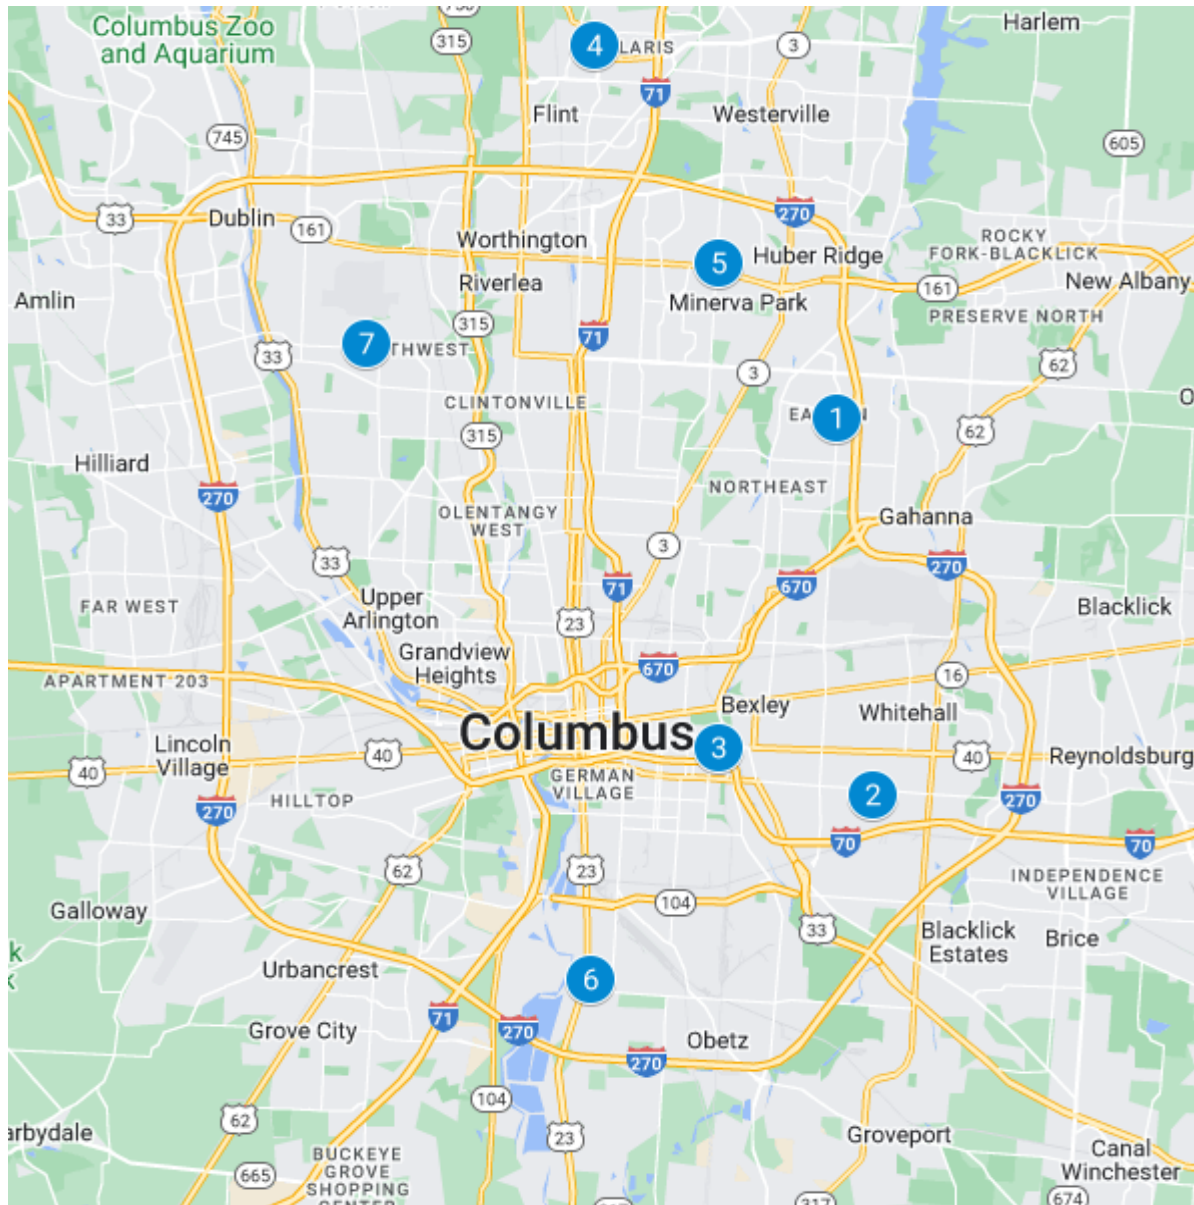 Columbus Zoo
and Aquarium
315
4
LARIS
3
Harlem
71
Flint
Westerville
745
605
33
Dublin
161
270
Worthington
5
Huber Ridge
ROCKY
FORK-BLACKLICK
Riverlea
161
New Albany
Amlin
Minerva Park
PRESERVE NORTH
315
71
7
THWEST
33
62
3
CLINTONVILLE
EA
1
N
315
62
Hilliard
270
NORTHEAST
OLENTANGY
WEST
Gahanna
3
33
71
670
270
FAR WEST
Upper
Arlington
23
Blacklick
Grandview
Heights
670
APARTMENT 203
16
Bexley
Whitehall
Columbus
Lincoln
Village
40
40
3
40
Reynoldsburg
GERMAN
VILLAGE
HILLTOP
270
2
270
70
70
62
23
INDEPENDENCE
VILLAGE
104
Galloway
33
Blacklick
Estates
Brice
k
Urbancrest
6
Grove City
71
270
Obetz
270
104
62
23
arbydale
Groveport
Canal
Winchester
BUCKEYE
GROVE
SHOPPING
CENTER
665
317
674